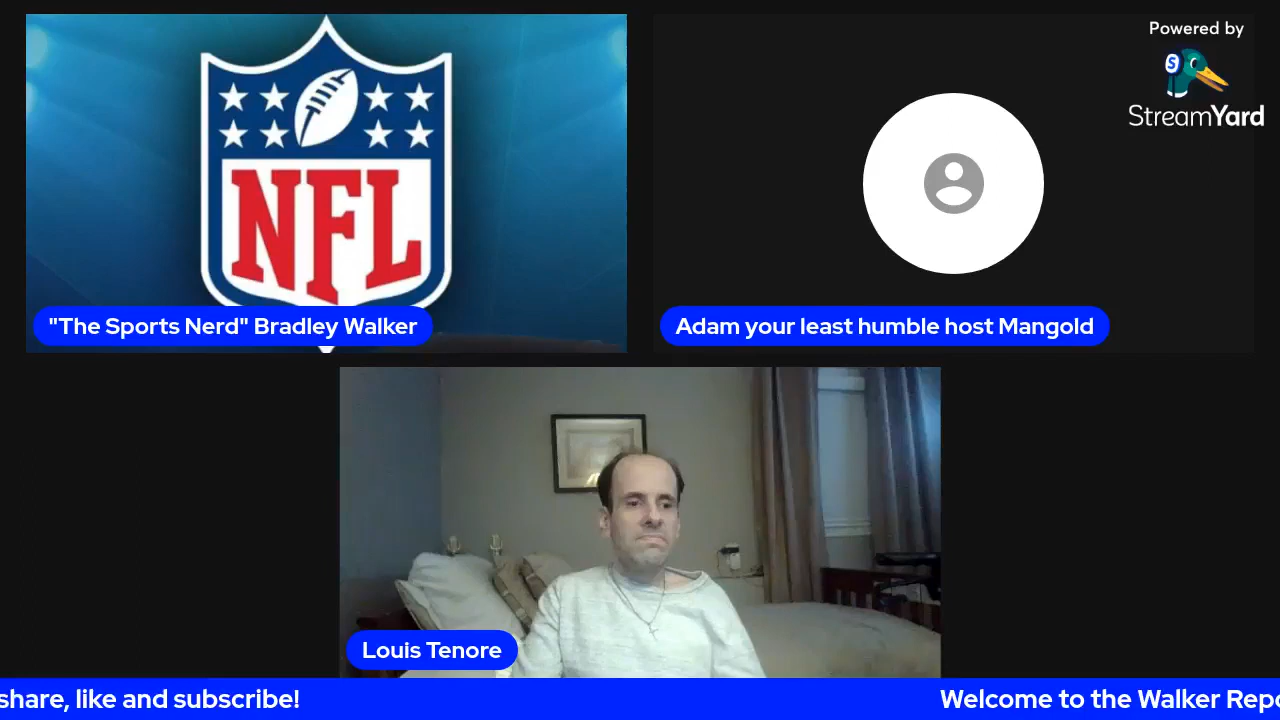 Powered by
StreamYard
NFL
"The Sports Nerd" Bradley Walker
Adam your least humble host Mangold
Louis Tenore
share, like and subscribe!
Welcome to the Walker Repo